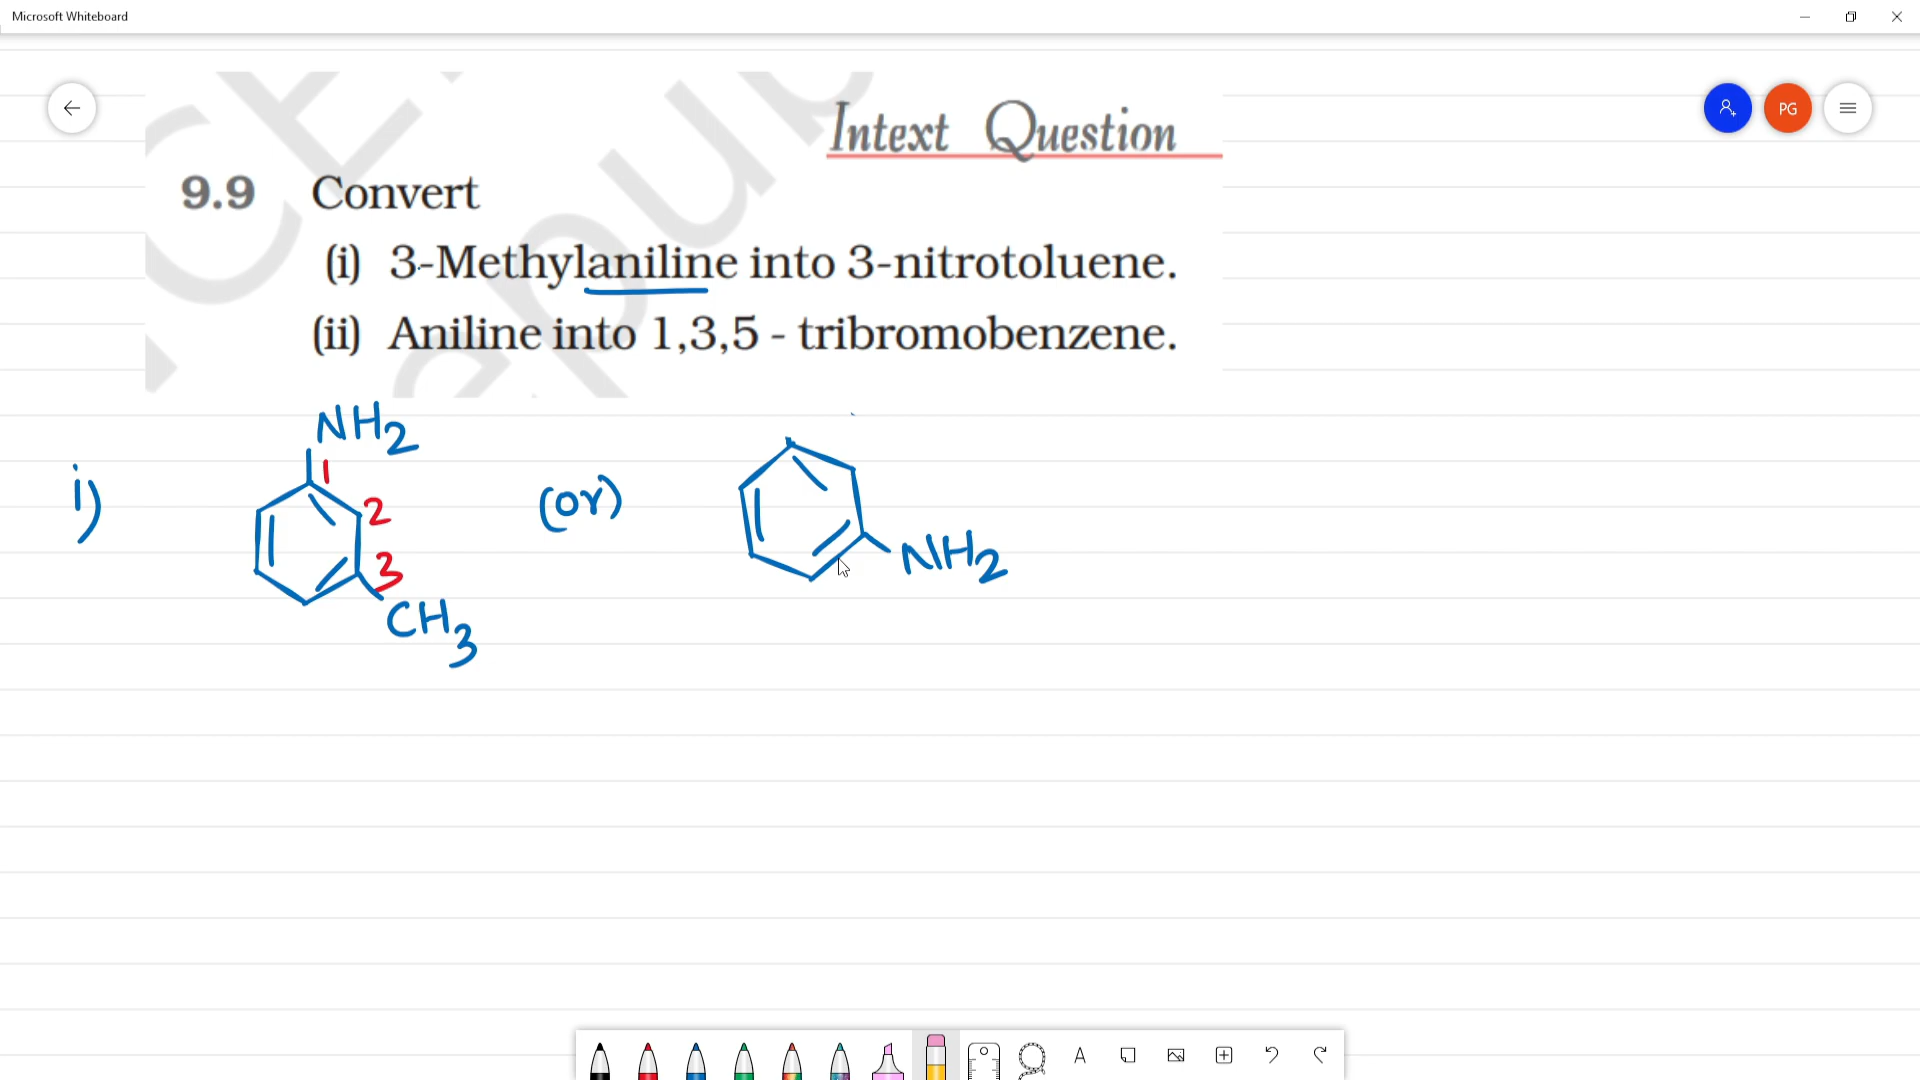 Microsoft Whiteboard
PG
Intext Question
9.9 Convert
(i) 3-Methylaniline into 3-nitrotoluene.
(ii) Aniline into 1,3,5 - tribromobenzene.
i)
NH2
1
2
3
CH3
(or)
NH2
A